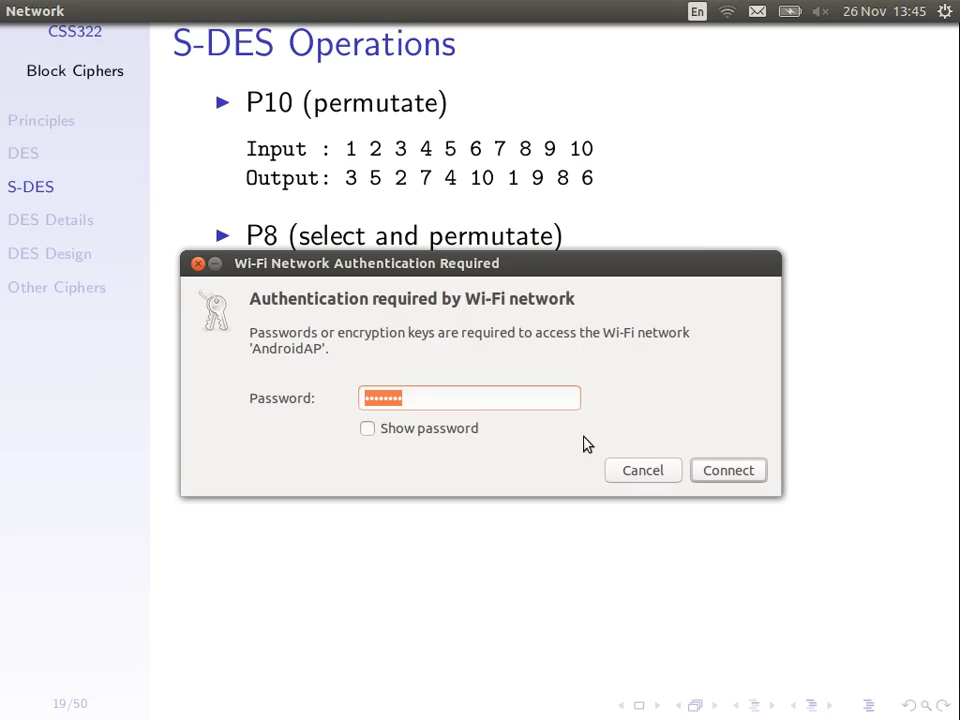 Network
En
26 Nov 13:45
CSS322
Block Ciphers
Principles
DES
S-DES
DES Details
DES Design
Other Ciphers
19/50
S-DES Operations
P10 (permutate)
Input : 1 2 3 4 5 6 7 8 9 10
Output: 3 5 2 7 4 10 1 9 8 6
P8 (select and permutate)
Wi-Fi Network Authentication Required
Authentication required by Wi-Fi network
Passwords or encryption keys are required to access the Wi-Fi network
'AndroidAP'.
Password: ••••••••
Show password
Cancel Connect